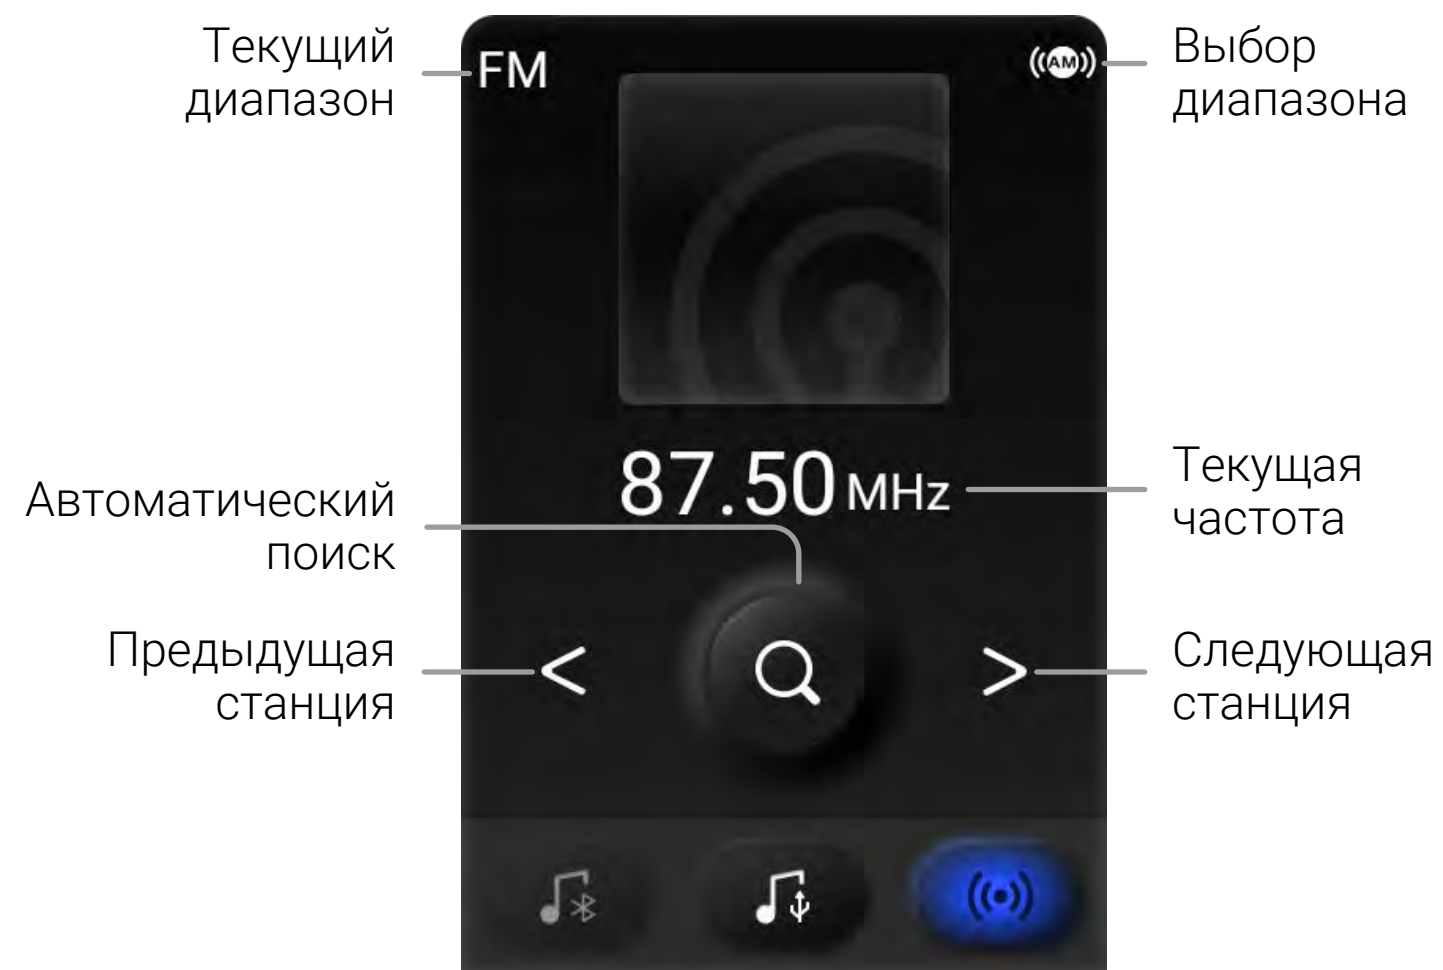 Текущий
диапазон
FM
AM
Выбор
диапазона
87.50 MHz
Текущая
частота
Автоматический
поиск
Предыдущая
станция
<
>
Следующая
станция